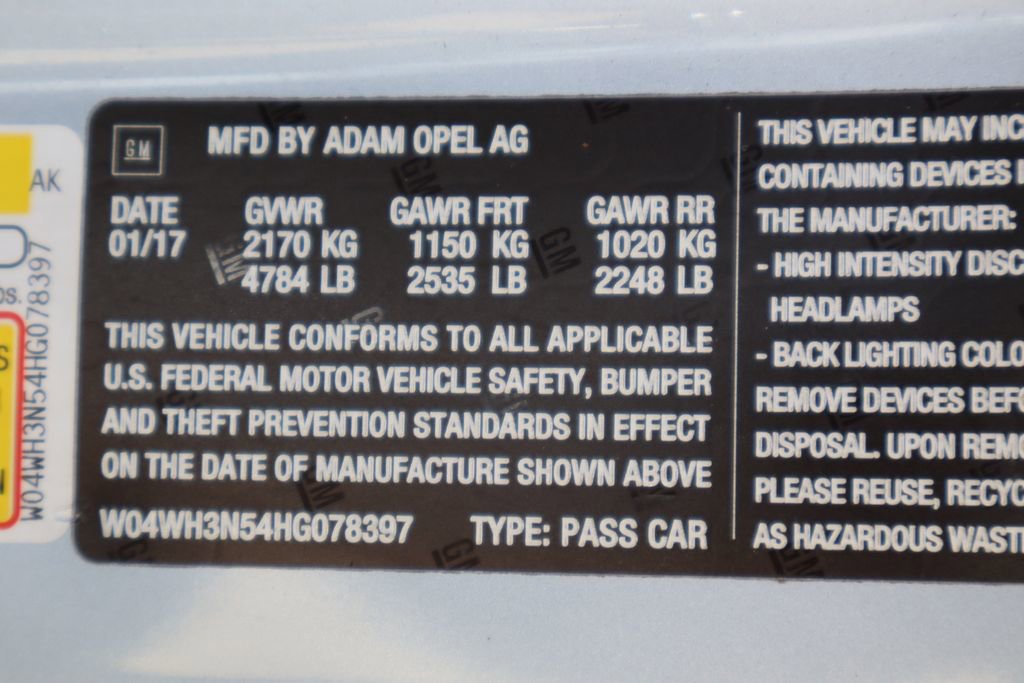 GM
MFD BY ADAM OPEL AG
DATE GVWR GAWR FRT GAWR RR
01/17 2170 KG 1150 KG 1020 KG
4784 LB 2535 LB 2248 LB
THIS VEHICLE CONFORMS TO ALL APPLICABLE
U.S. FEDERAL MOTOR VEHICLE SAFETY, BUMPER
AND THEFT PREVENTION STANDARDS IN EFFECT
ON THE DATE OF MANUFACTURE SHOWN ABOVE
W04WH3N54HG078397 TYPE: PASS CAR
THIS VEHICLE MAY INC
CONTAINING DEVICES
THE MANUFACTURER:
- HIGH INTENSITY DISC
HEADLAMPS
- BACK LIGHTING COLO
REMOVE DEVICES BEFO
DISPOSAL. UPON REMO
PLEASE REUSE, RECYC
AS HAZARDOUS WASTE
AK
W04WH3N54HG078397